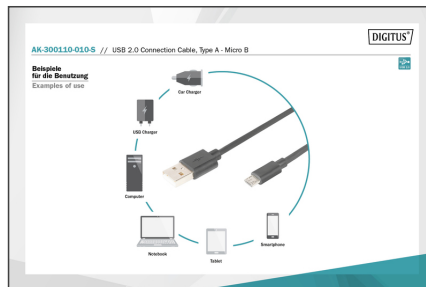 DIGITUS®
AK-300110-010-S // USB 2.0 Connection Cable, Type A - Micro B
Beispiele
für die Benutzung
Examples of use
Car Charger
USB Charger
Computer
Notebook
Tablet
Smartphone